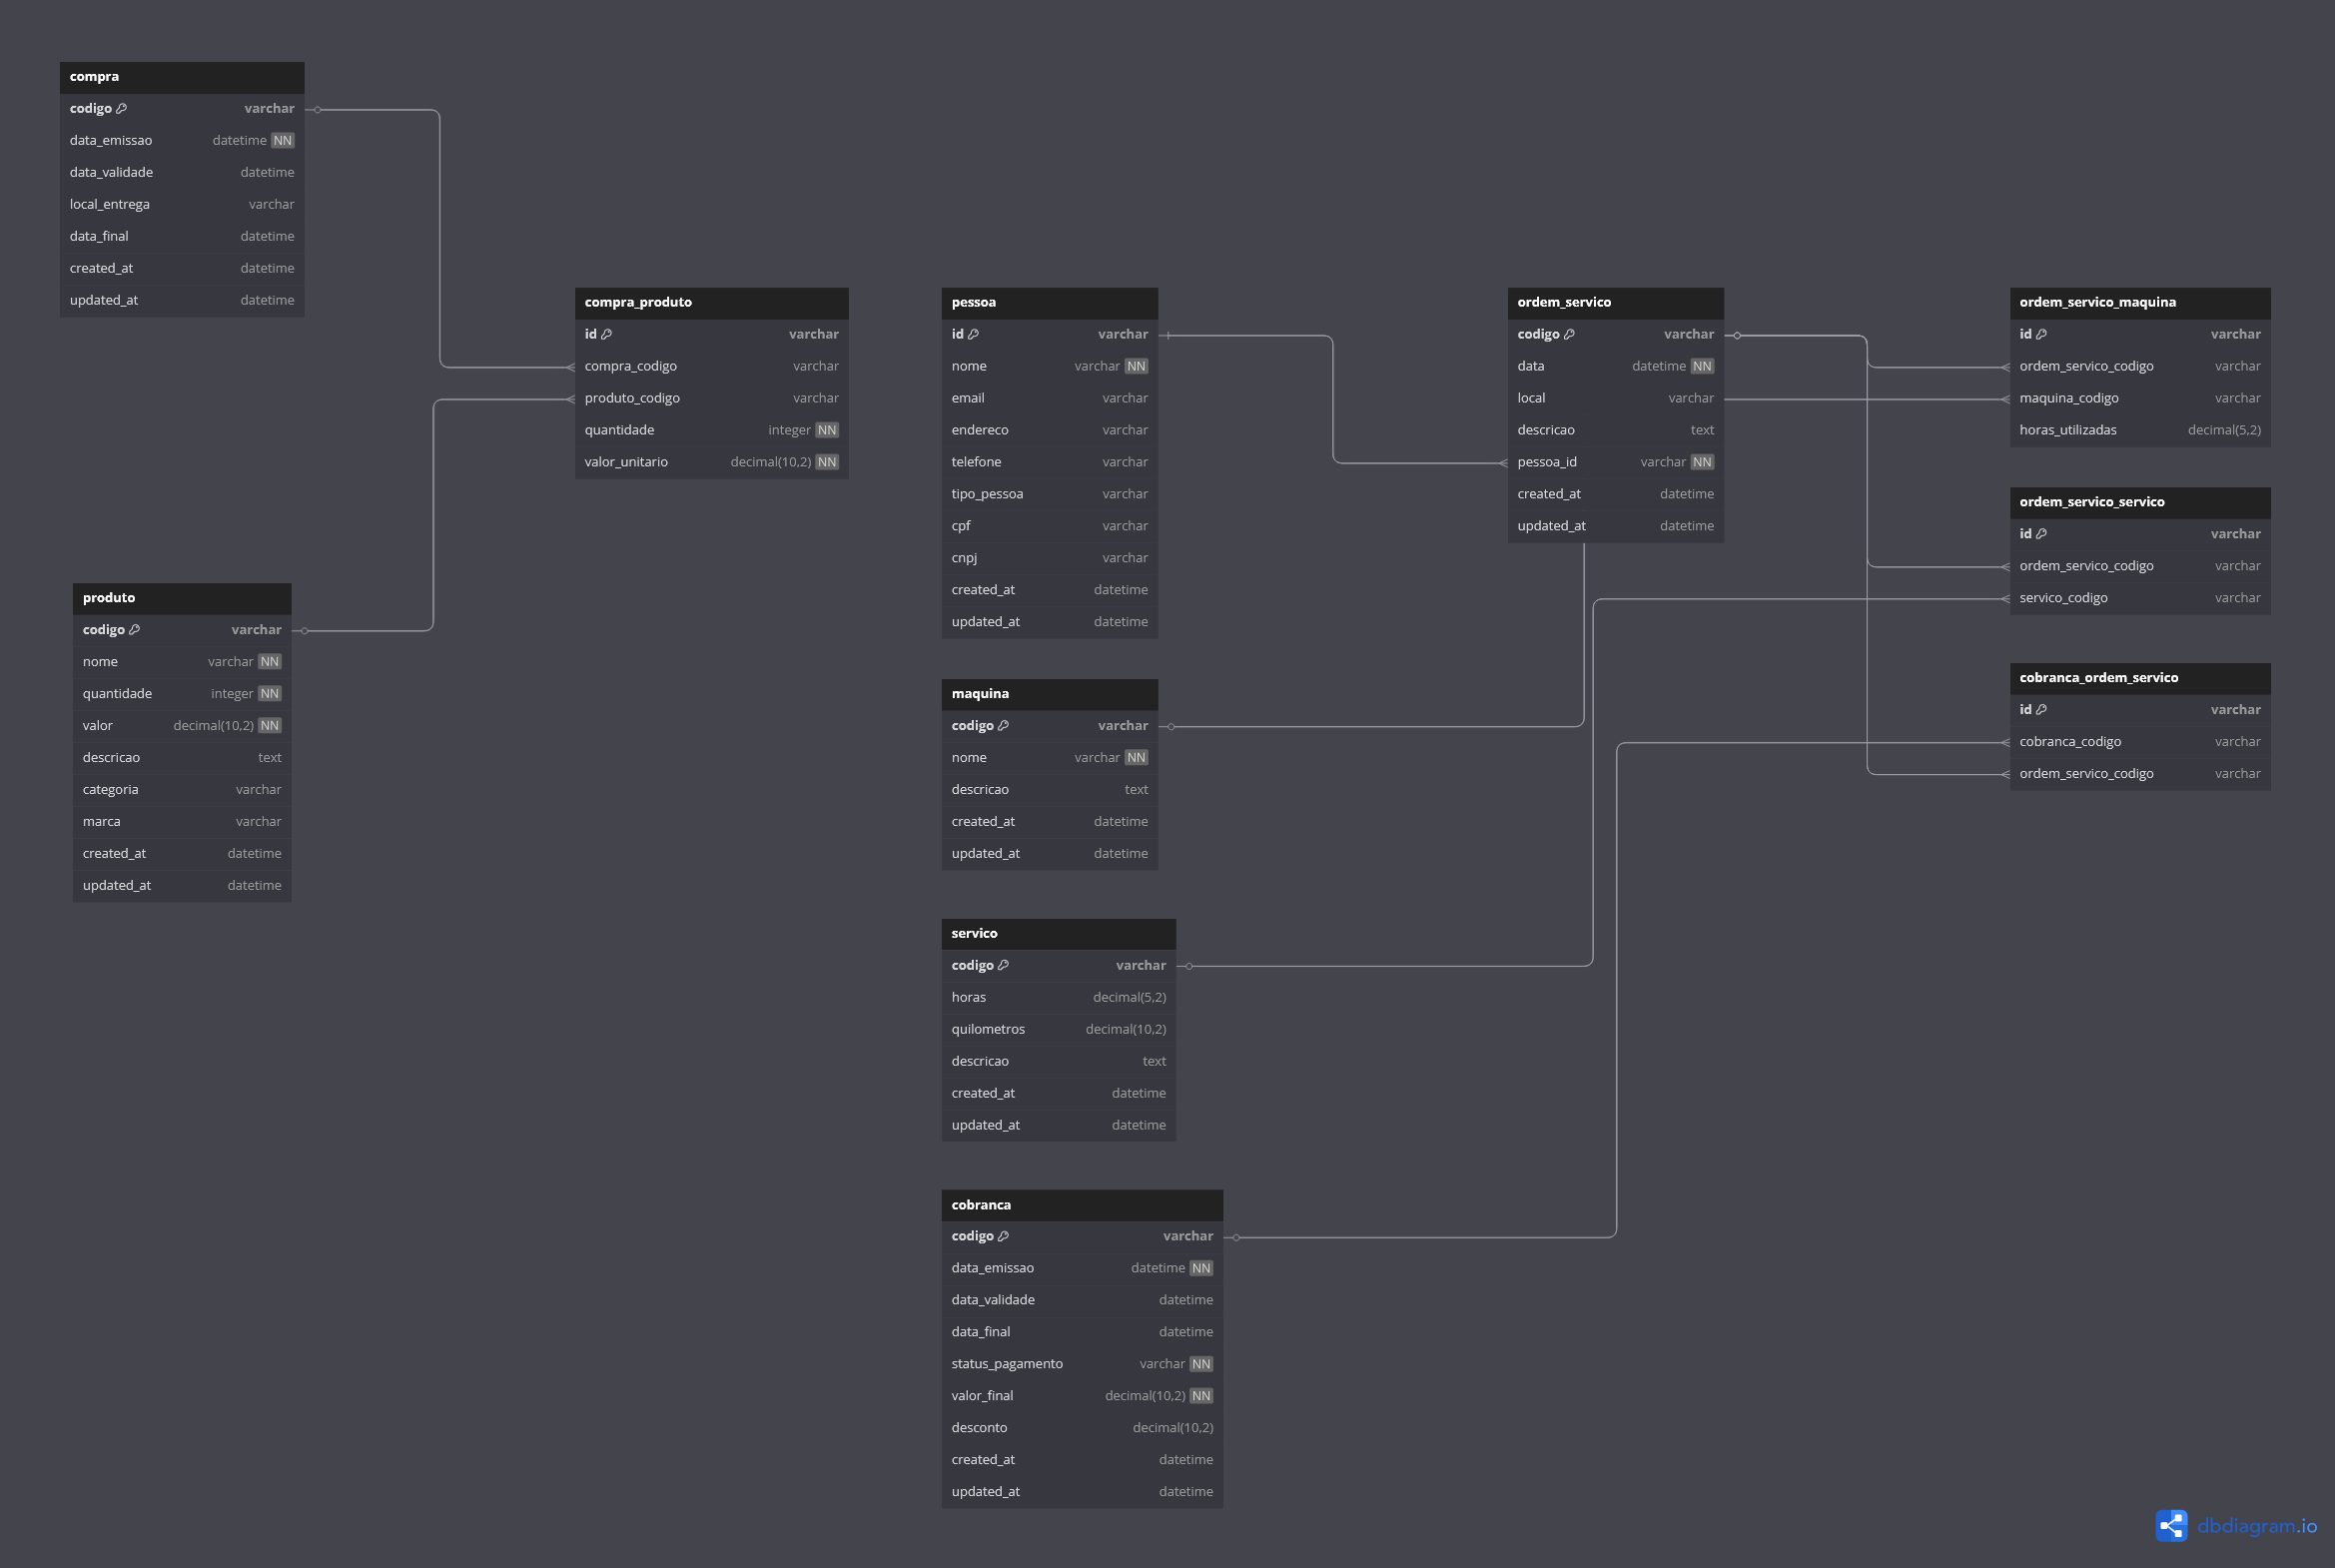 compra
codigo varchar
data_emissao datetime NN
data_validade datetime
local_entrega varchar
data_final datetime
created_at datetime
updated_at datetime
produto
codigo varchar
nome varchar NN
quantidade integer NN
valor decimal(10,2) NN
descricao text
categoria varchar
marca varchar
created_at datetime
updated_at datetime
compra_produto
id varchar
compra_codigo varchar
produto_codigo varchar
quantidade integer NN
valor_unitario decimal(10,2) NN
pessoa
id varchar
nome varchar NN
email varchar
endereco varchar
telefone varchar
tipo_pessoa varchar
cpf varchar
cnpj varchar
created_at datetime
updated_at datetime
maquina
codigo varchar
nome varchar NN
descricao text
created_at datetime
updated_at datetime
servico
codigo varchar
horas decimal(5,2)
quilometros decimal(10,2)
descricao text
created_at datetime
updated_at datetime
cobranca
codigo varchar
data_emissao datetime NN
data_validade datetime
data_final datetime
status_pagamento varchar NN
valor_final decimal(10,2) NN
desconto decimal(10,2)
created_at datetime
updated_at datetime
ordem_servico
codigo varchar
data datetime NN
local varchar
descricao text
pessoa_id varchar NN
created_at datetime
updated_at datetime
ordem_servico_maquina
id varchar
ordem_servico_codigo varchar
maquina_codigo varchar
horas_utilizadas decimal(5,2)
ordem_servico_servico
id varchar
ordem_servico_codigo varchar
servico_codigo varchar
cobranca_ordem_servico
id varchar
cobranca_codigo varchar
ordem_servico_codigo varchar
dbdiagram.io